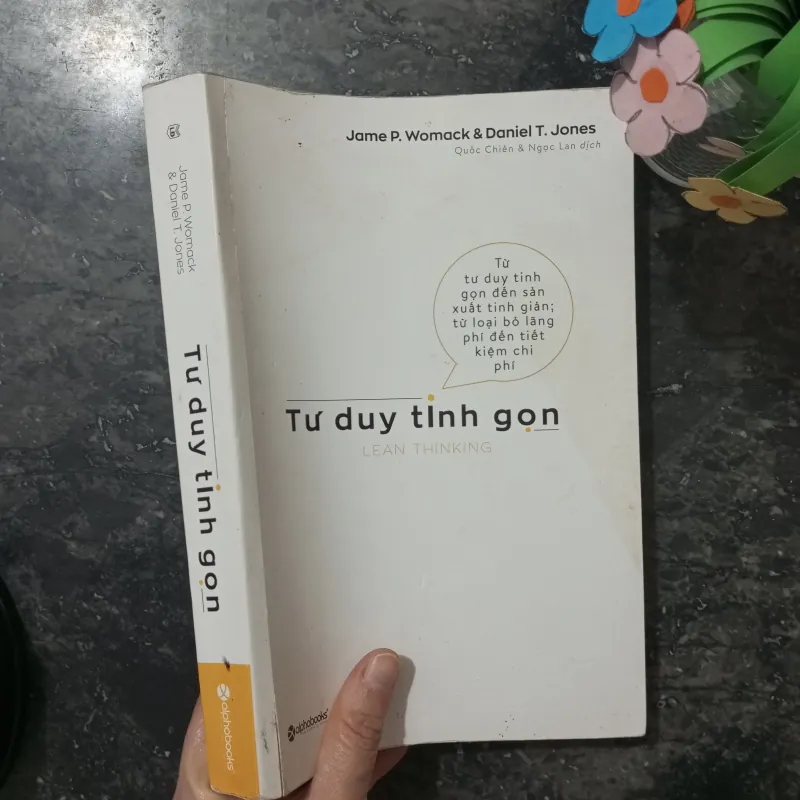 Jame P. Womack & Daniel T. Jones
Quốc Chiến & Ngọc Lan dịch
Từ
tư duy tinh
gọn đến sản
xuất tinh giản;
từ loại bỏ lãng
phí đến tiết
kiệm chi
phí
Tư duy tinh gọn
LEAN THINKING
alphabooks
Jame P. Womack
& Daniel T. Jones
Tư duy tinh gọn
alphabooks